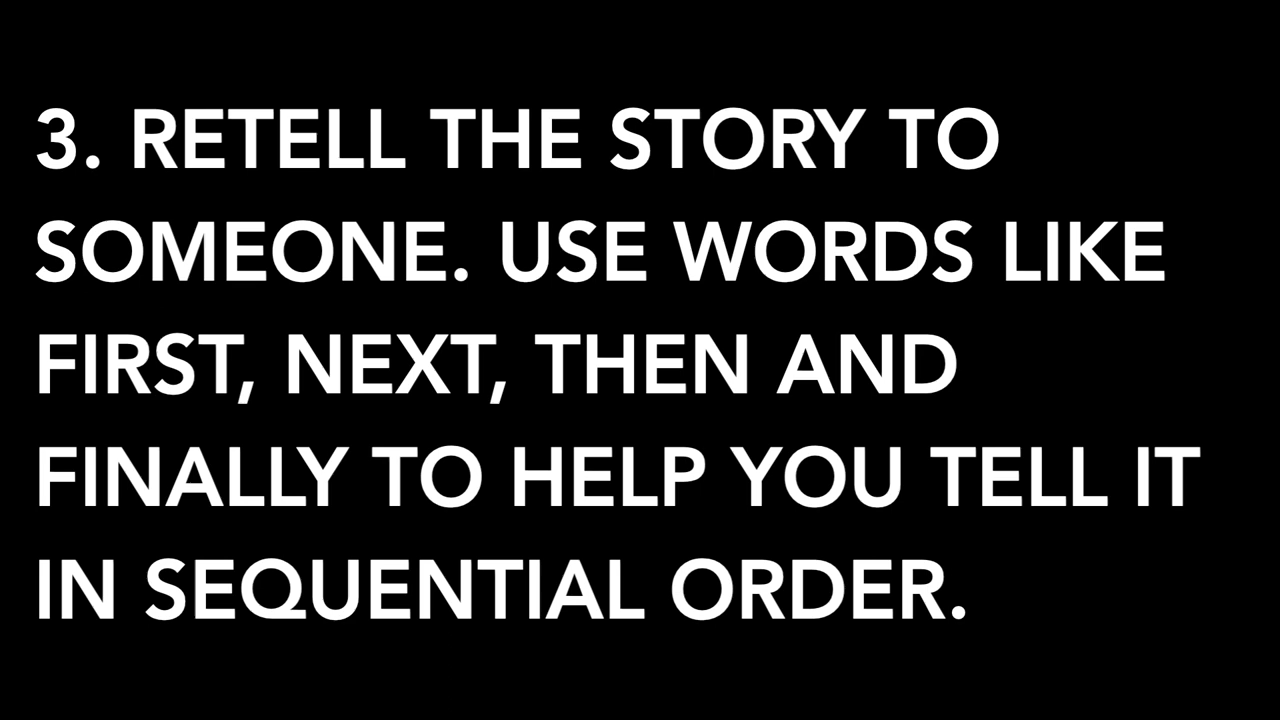 3. RETELL THE STORY TO
SOMEONE. USE WORDS LIKE
FIRST, NEXT, THEN AND
FINALLY TO HELP YOU TELL IT
IN SEQUENTIAL ORDER.